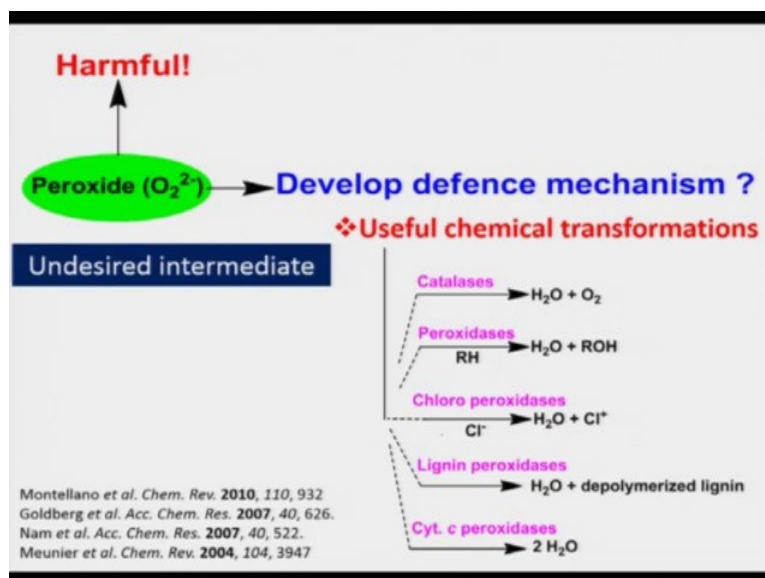 Harmful!
Peroxide (O₂²⁻)
Develop defence mechanism ?
❖Useful chemical transformations
Undesired intermediate
Catalases
H₂O + O₂
Peroxidases
RH
H₂O + ROH
Chloro peroxidases
Cl⁻
H₂O + Cl⁺
Lignin peroxidases
H₂O + depolymerized lignin
Cyt. c peroxidases
2 H₂O
Montellano et al. Chem. Rev. 2010, 110, 932
Goldberg et al. Acc. Chem. Res. 2007, 40, 626.
Nam et al. Acc. Chem. Res. 2007, 40, 522.
Meunier et al. Chem. Rev. 2004, 104, 3947